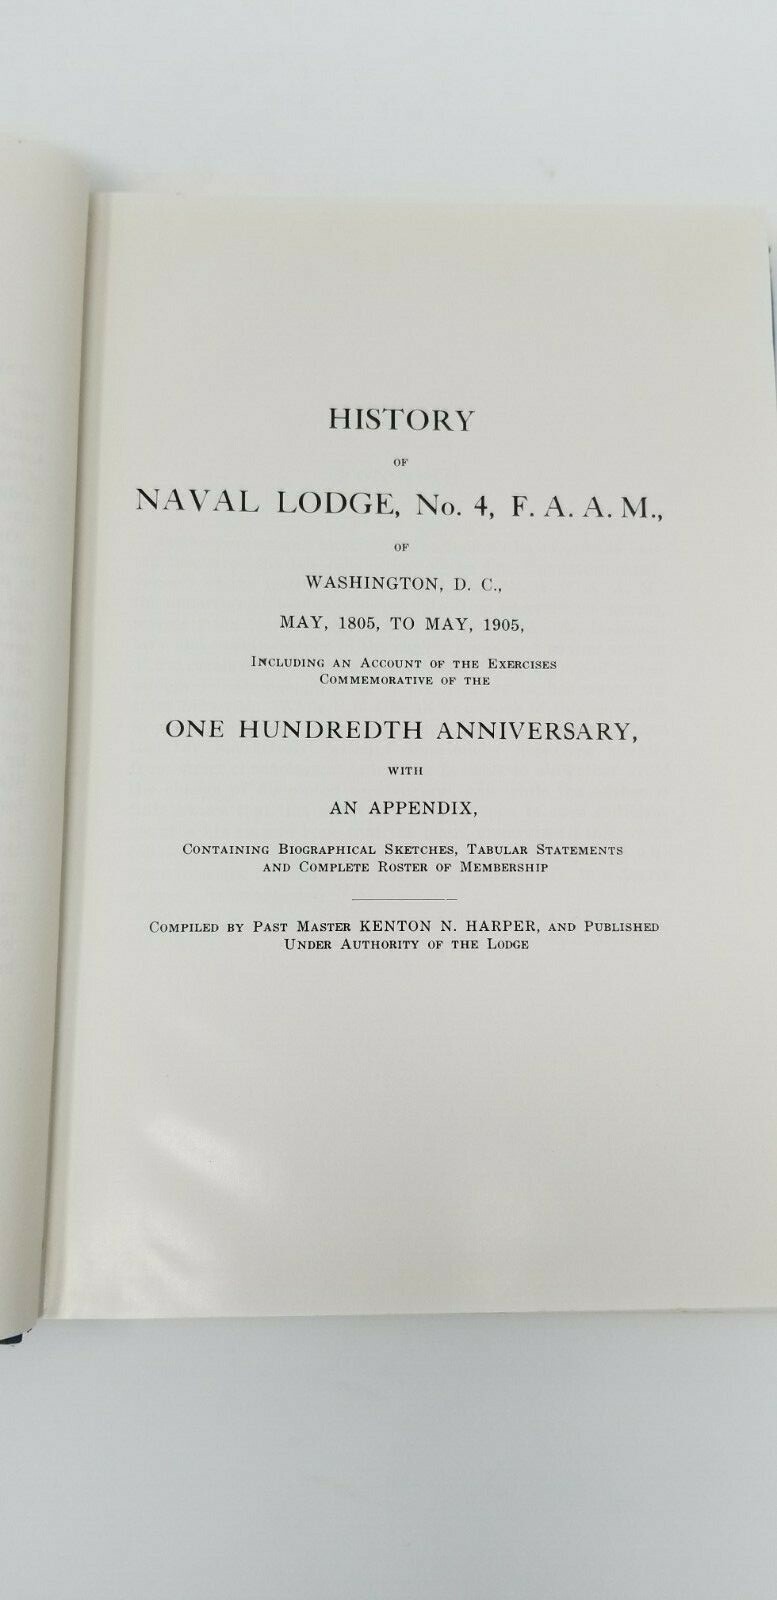 HISTORY
OF
NAVAL LODGE, No. 4, F. A. A. M.,
OF
WASHINGTON, D. C.,
MAY, 1805, TO MAY, 1905,
INCLUDING AN ACCOUNT OF THE EXERCISES
COMMEMORATIVE OF THE
ONE HUNDREDTH ANNIVERSARY,
WITH
AN APPENDIX,
CONTAINING BIOGRAPHICAL SKETCHES, TABULAR STATEMENTS
AND COMPLETE ROSTER OF MEMBERSHIP
COMPILED BY PAST MASTER KENTON N. HARPER, AND PUBLISHED
UNDER AUTHORITY OF THE LODGE